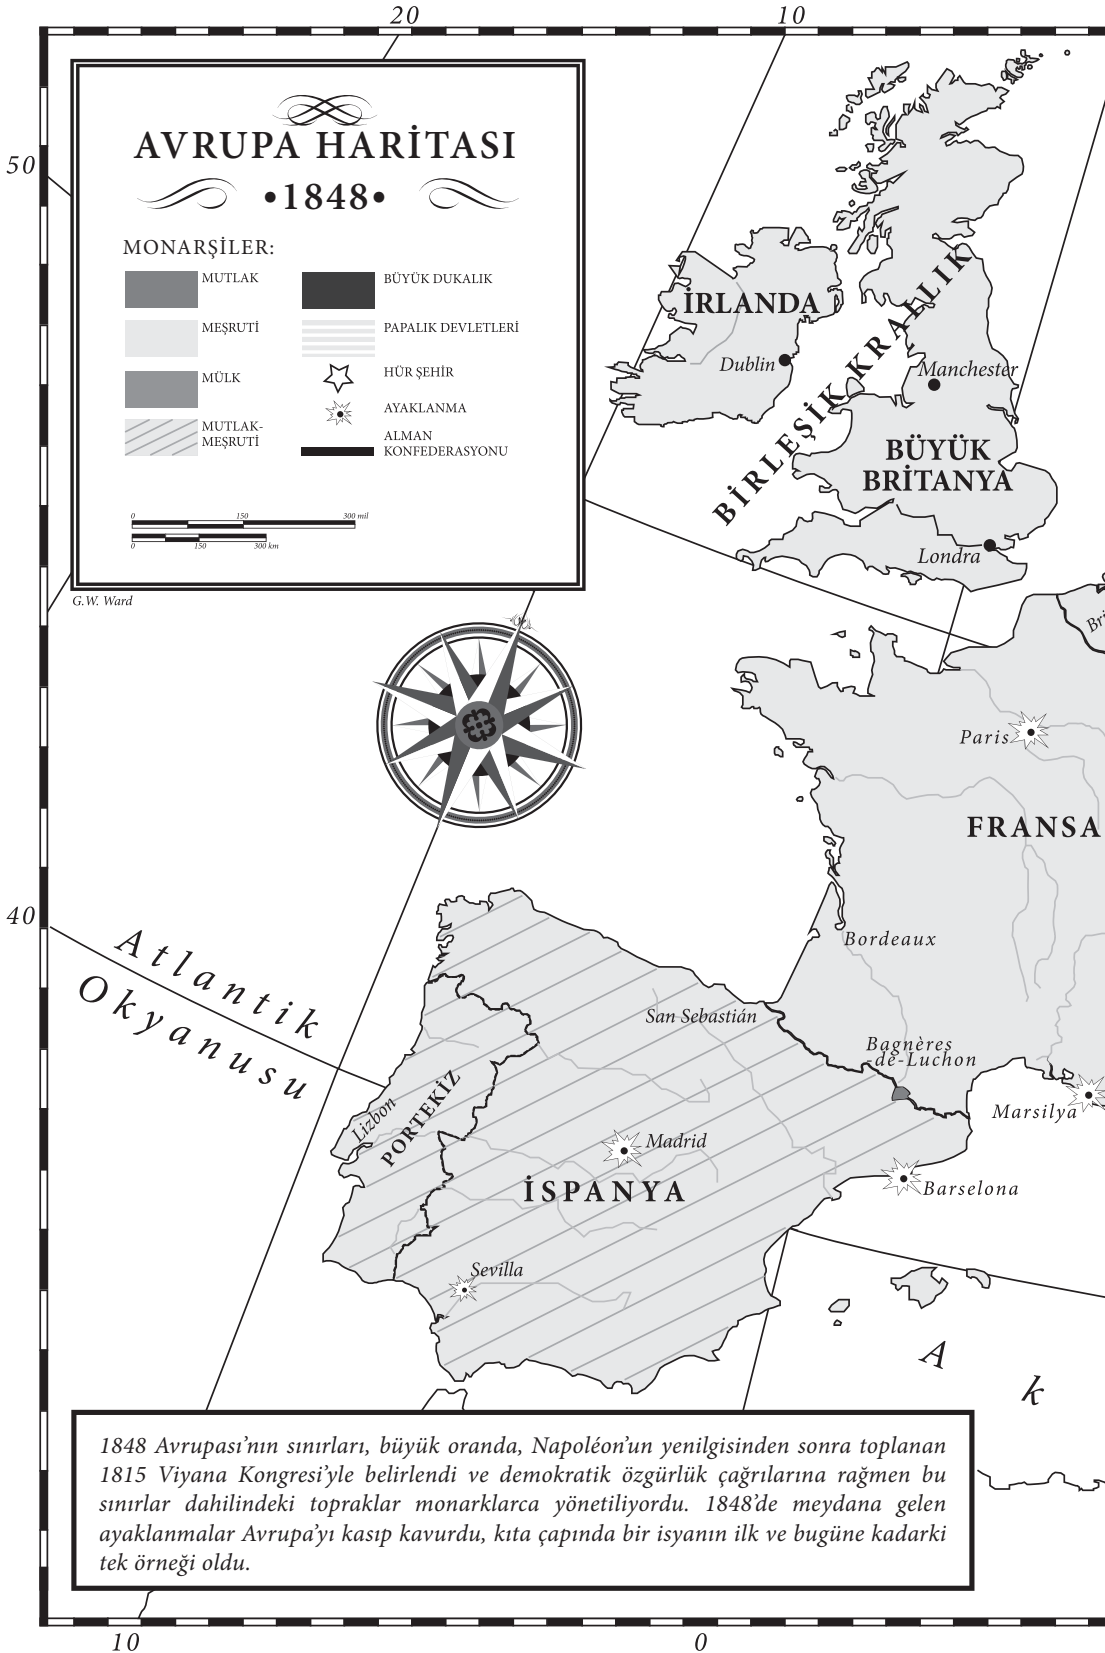 20
10
50
AVRUPA HARİTASI
•1848•
MONARŞİLER:
MUTLAK
MEŞRUTİ
MÜLK
MUTLAK-
MEŞRUTİ
BÜYÜK DUKALIK
PAPALIK DEVLETLERİ
HÜR ŞEHİR
AYAKLANMA
ALMAN
KONFEDERASYONU
0 150 300 mil
0 150 300 km
G.W. Ward
İRLANDA
Dublin
BİRLEŞİK KRALLIK
Manchester
BÜYÜK
BRİTANYA
Londra
Bri
Paris
FRANSA
40
Atlantik
Okyanusu
Bordeaux
San Sebastián
Bagnères
-de-Luchon
Marsilya
Lizbon
PORTEKİZ
Madrid
İSPANYA
Barselona
Sevilla
A
k
1848 Avrupası’nın sınırları, büyük oranda, Napoléon’un yenilgisinden sonra toplanan
1815 Viyana Kongresi’yle belirlendi ve demokratik özgürlük çağrılarına rağmen bu
sınırlar dahilindeki topraklar monarklarca yönetiliyordu. 1848’de meydana gelen
ayaklanmalar Avrupa’yı kasıp kavurdu, kıta çapında bir isyanın ilk ve bugüne kadarki
tek örneği oldu.
10
0